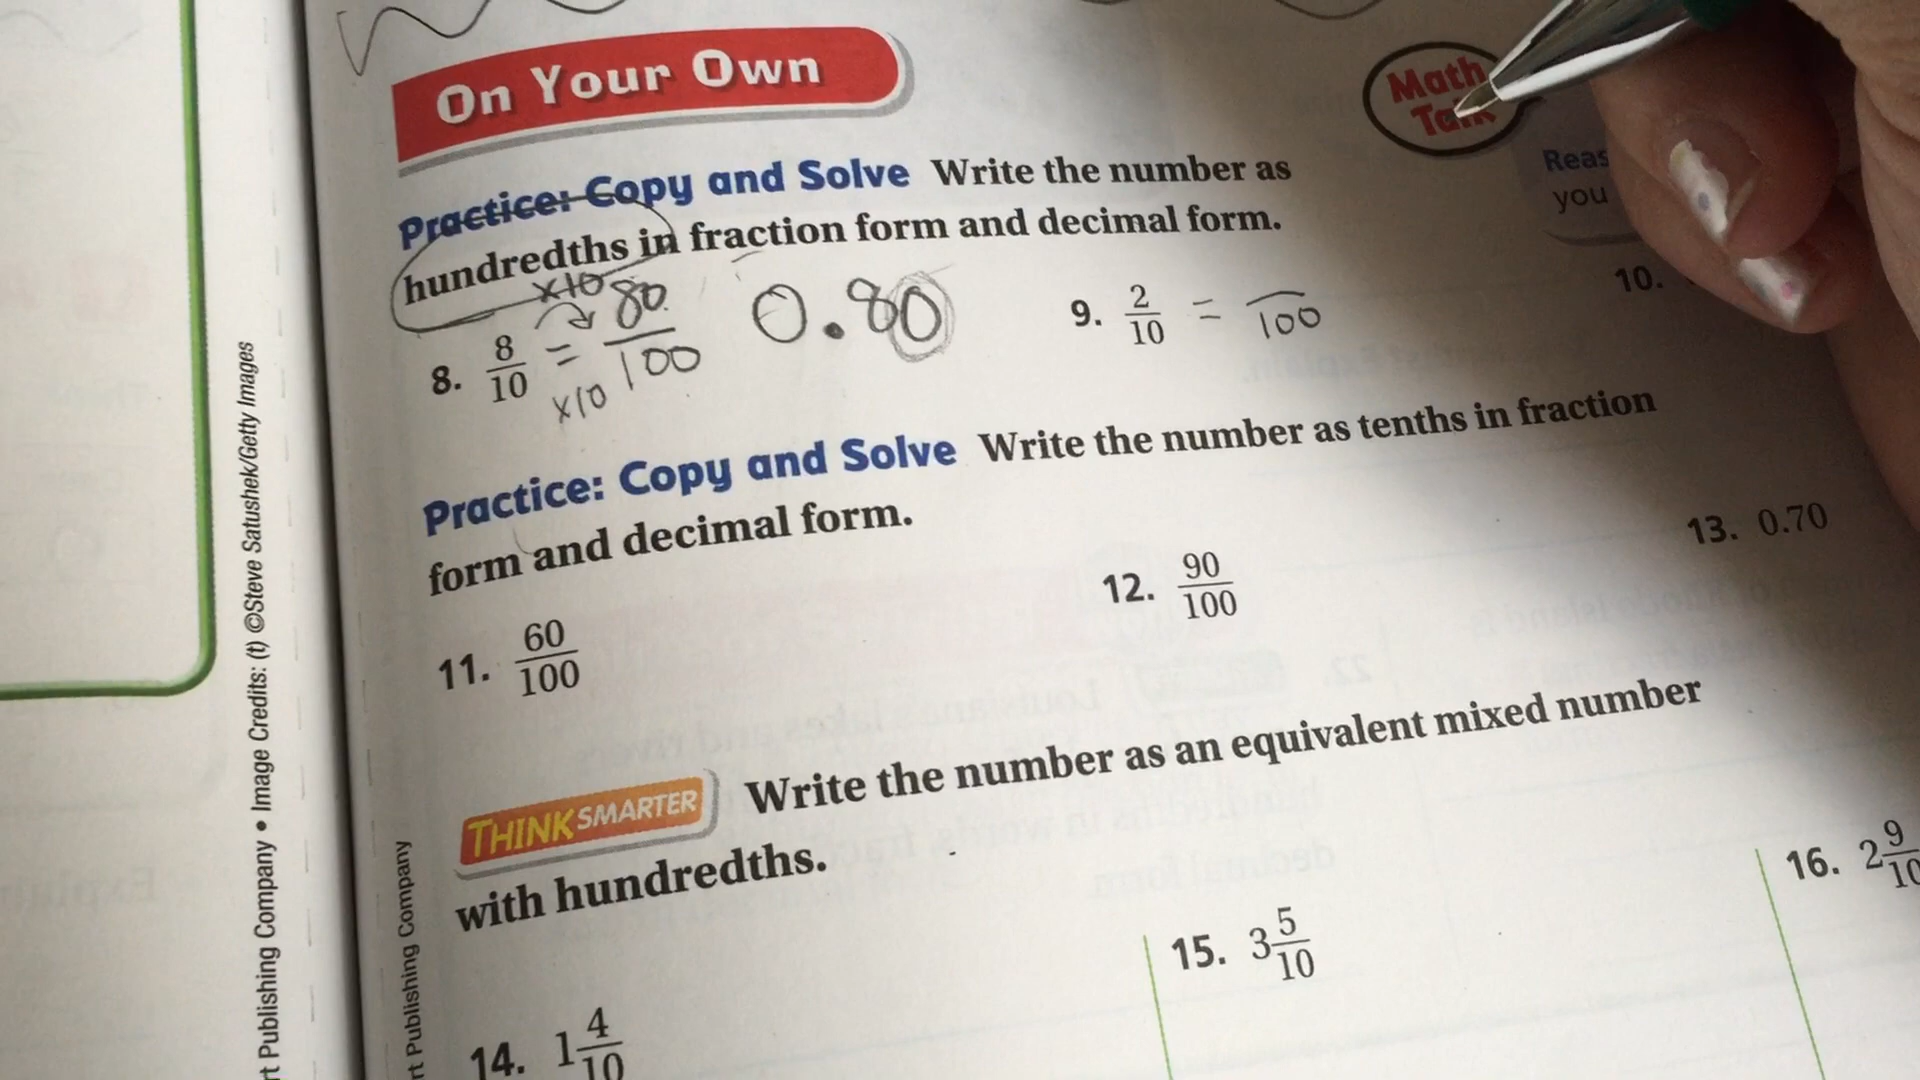 On Your Own
Math
Talk
Practice: Copy and Solve Write the number as
hundredths in fraction form and decimal form.
Reas
you
×10
8. 8/10 = 80/100 0.80
×10
9. 2/10 = /100
10.
Practice: Copy and Solve Write the number as tenths in fraction
form and decimal form.
11. 60/100
12. 90/100
13. 0.70
THINKSMARTER Write the number as an equivalent mixed number
with hundredths.
14. 1 4/10
15. 3 5/10
16. 2 9/10
rt Publishing Company • Image Credits: (t) ©Steve Satushek/Getty Images
rt Publishing Company